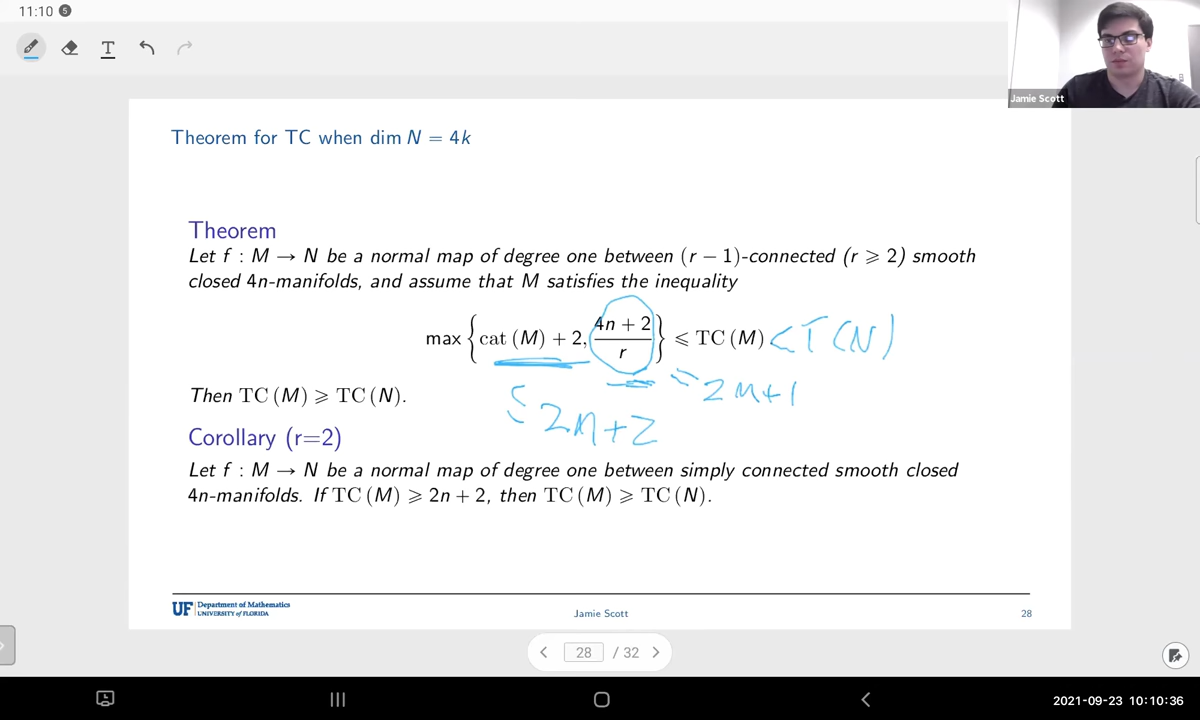 11:10 5
Jamie Scott
Theorem for TC when dim N = 4k
Theorem
Let f : M → N be a normal map of degree one between (r − 1)-connected (r ⩾ 2) smooth
closed 4n-manifolds, and assume that M satisfies the inequality
max { cat (M) + 2, 4n + 2 / r } ⩽ TC (M) < T(N)
= 2n+1
Then TC (M) ⩾ TC (N).
≤ 2n+2
Corollary (r=2)
Let f : M → N be a normal map of degree one between simply connected smooth closed
4n-manifolds. If TC (M) ⩾ 2n + 2, then TC (M) ⩾ TC (N).
UF Department of Mathematics
UNIVERSITY of FLORIDA
Jamie Scott
28
28 / 32
2021-09-23 10:10:36